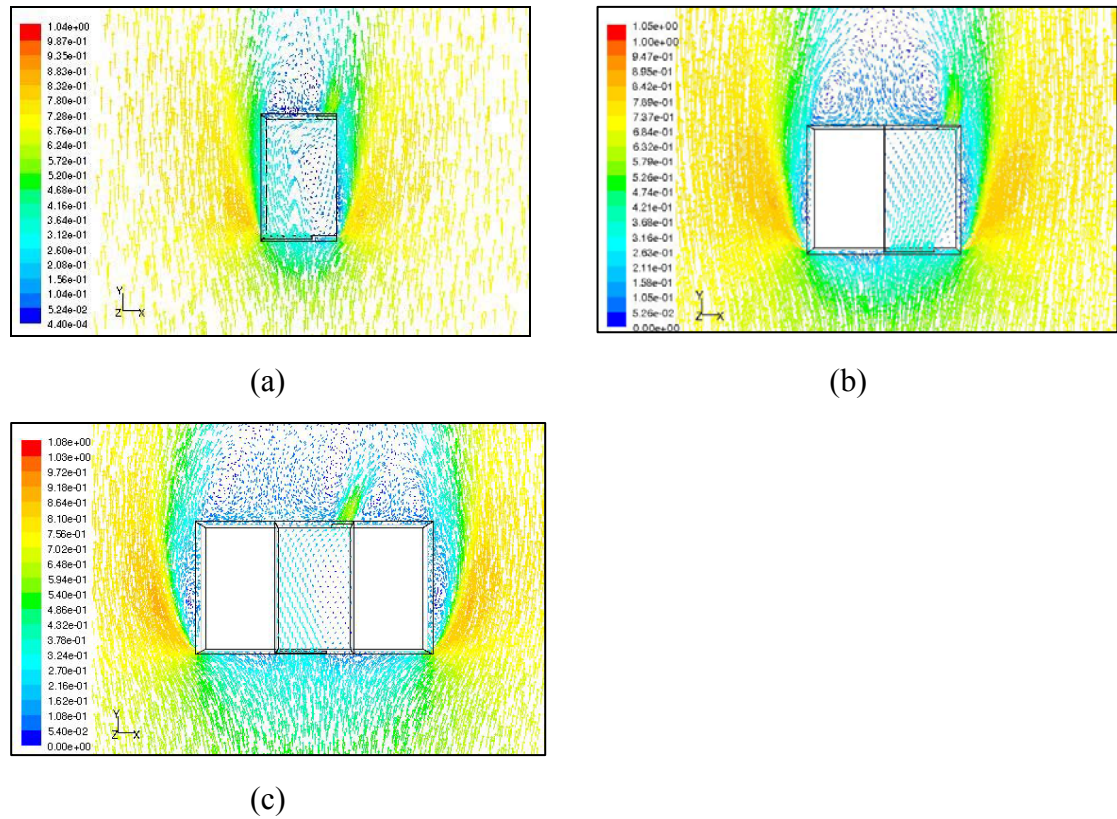 1.04e+00
9.87e-01
9.35e-01
8.83e-01
8.32e-01
7.80e-01
7.28e-01
6.76e-01
6.24e-01
5.72e-01
5.20e-01
4.68e-01
4.16e-01
3.64e-01
3.12e-01
2.60e-01
2.08e-01
1.56e-01
1.04e-01
5.24e-02
4.40e-04
Y
Z X
(a)
1.05e+00
1.00e+00
9.47e-01
8.95e-01
8.42e-01
7.89e-01
7.37e-01
6.84e-01
6.32e-01
5.79e-01
5.26e-01
4.74e-01
4.21e-01
3.68e-01
3.16e-01
2.63e-01
2.11e-01
1.58e-01
1.05e-01
5.26e-02
0.00e+00
Y
Z X
(b)
1.08e+00
1.03e+00
9.72e-01
9.18e-01
8.64e-01
8.10e-01
7.56e-01
7.02e-01
6.48e-01
5.94e-01
5.40e-01
4.86e-01
4.32e-01
3.78e-01
3.24e-01
2.70e-01
2.16e-01
1.62e-01
1.08e-01
5.40e-02
0.00e+00
Y
Z X
(c)